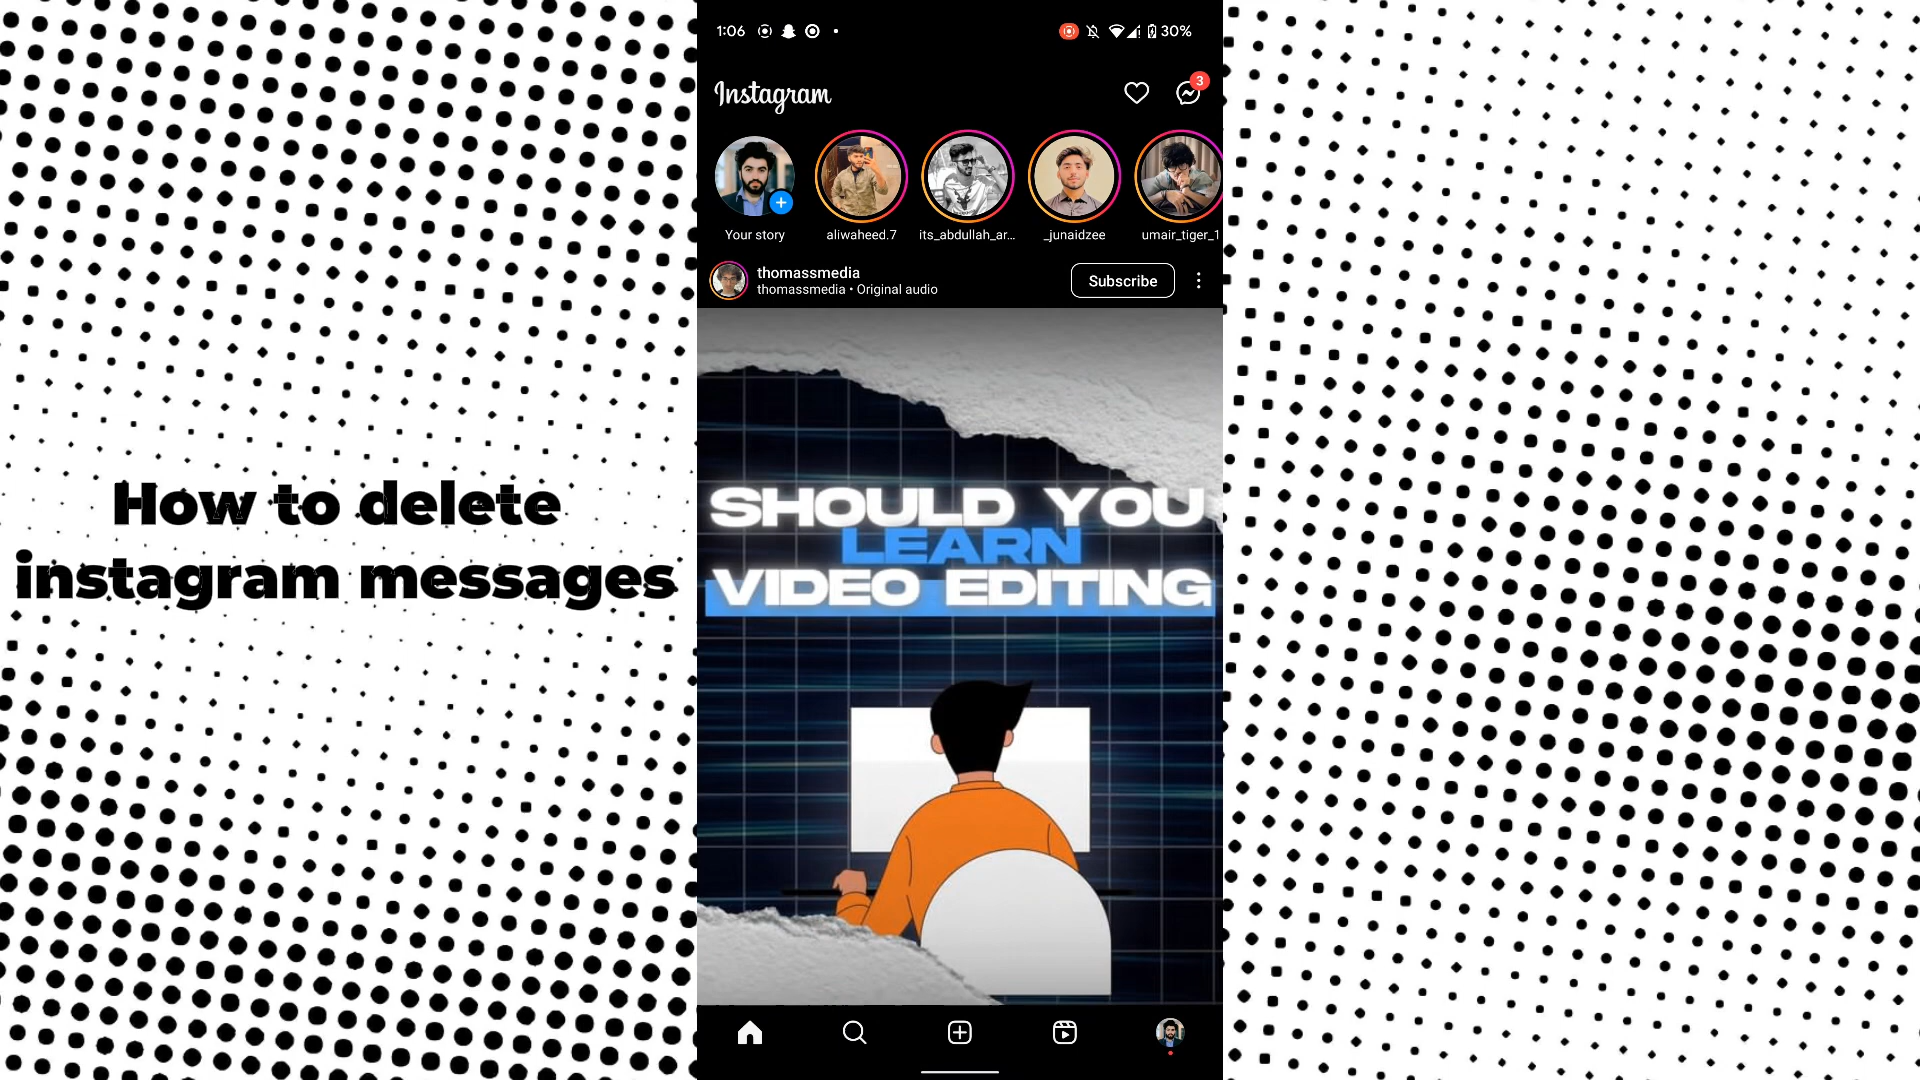 How to delete
instagram messages
1:06
30%
Instagram
3
Your story
aliwaheed.7
its_abdullah_ar...
_junaidzee
umair_tiger_1
thomassmedia
thomassmedia • Original audio
Subscribe
SHOULD YOU
LEARN
VIDEO EDITING